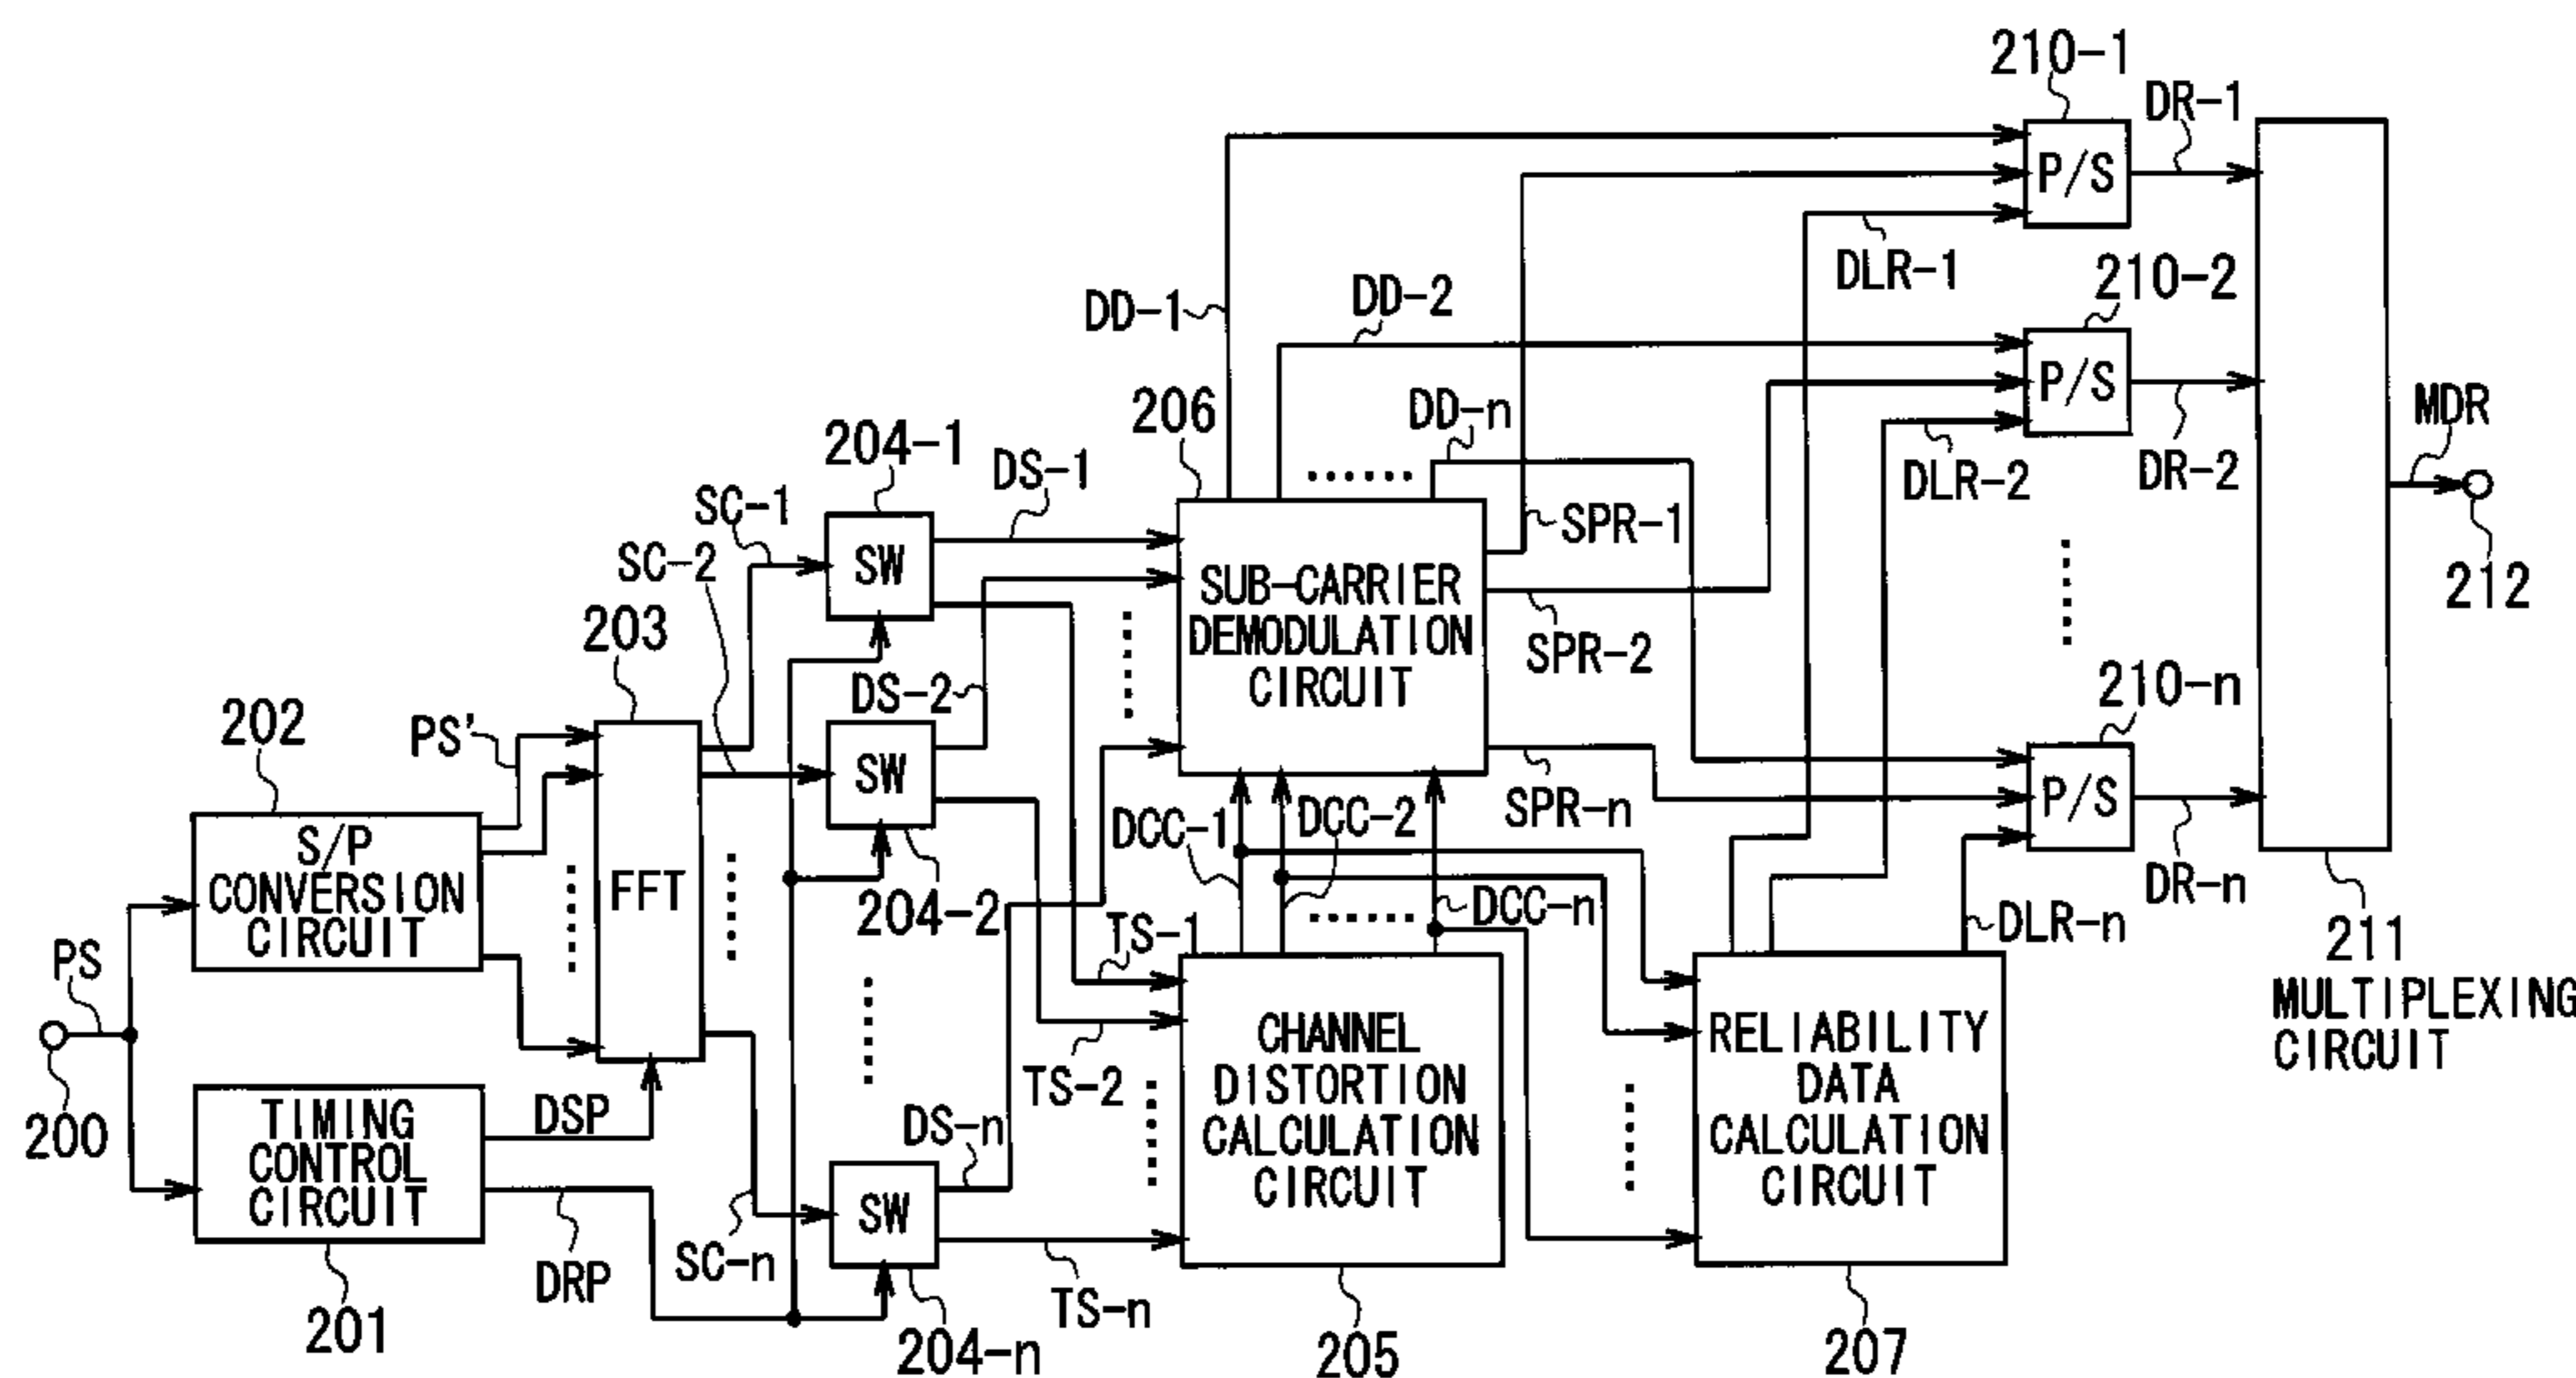 210-1
DR-1
P/S
DLR-1
210-2
DD-1
DD-2
P/S
206
DD-n
MDR
204-1
DS-1
DLR-2
DR-2
SC-1
SPR-1
212
SC-2
SW
SUB-CARRIER
DEMODULATION
CIRCUIT
203
SPR-2
DS-2
210-n
202
PS'
SW
DCC-1
DCC-2
SPR-n
P/S
S/P
CONVERSION
CIRCUIT
FFT
204-2
DCC-n
DR-n
TS-1
DLR-n
211
MULTIPLEXING
CIRCUIT
PS
200
CHANNEL
DISTORTION
CALCULATION
CIRCUIT
RELIABILITY
DATA
CALCULATION
CIRCUIT
TS-2
TIMING
CONTROL
CIRCUIT
DSP
DS-n
SW
DRP
SC-n
TS-n
201
204-n
205
207